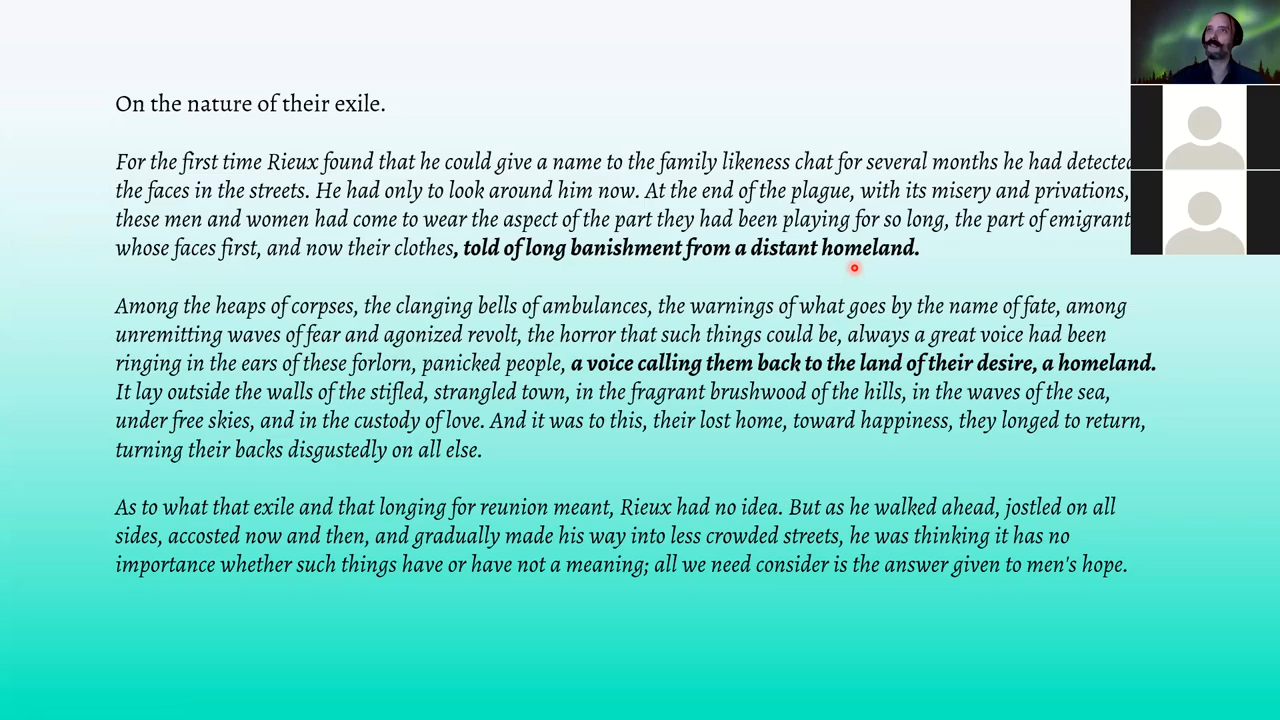 On the nature of their exile.
For the first time Rieux found that he could give a name to the family likeness chat for several months he had detected
the faces in the streets. He had only to look around him now. At the end of the plague, with its misery and privations,
these men and women had come to wear the aspect of the part they had been playing for so long, the part of emigrant
whose faces first, and now their clothes, told of long banishment from a distant homeland.
Among the heaps of corpses, the clanging bells of ambulances, the warnings of what goes by the name of fate, among
unremitting waves of fear and agonized revolt, the horror that such things could be, always a great voice had been
ringing in the ears of these forlorn, panicked people, a voice calling them back to the land of their desire, a homeland.
It lay outside the walls of the stifled, strangled town, in the fragrant brushwood of the hills, in the waves of the sea,
under free skies, and in the custody of love. And it was to this, their lost home, toward happiness, they longed to return,
turning their backs disgustedly on all else.
As to what that exile and that longing for reunion meant, Rieux had no idea. But as he walked ahead, jostled on all
sides, accosted now and then, and gradually made his way into less crowded streets, he was thinking it has no
importance whether such things have or have not a meaning; all we need consider is the answer given to men's hope.